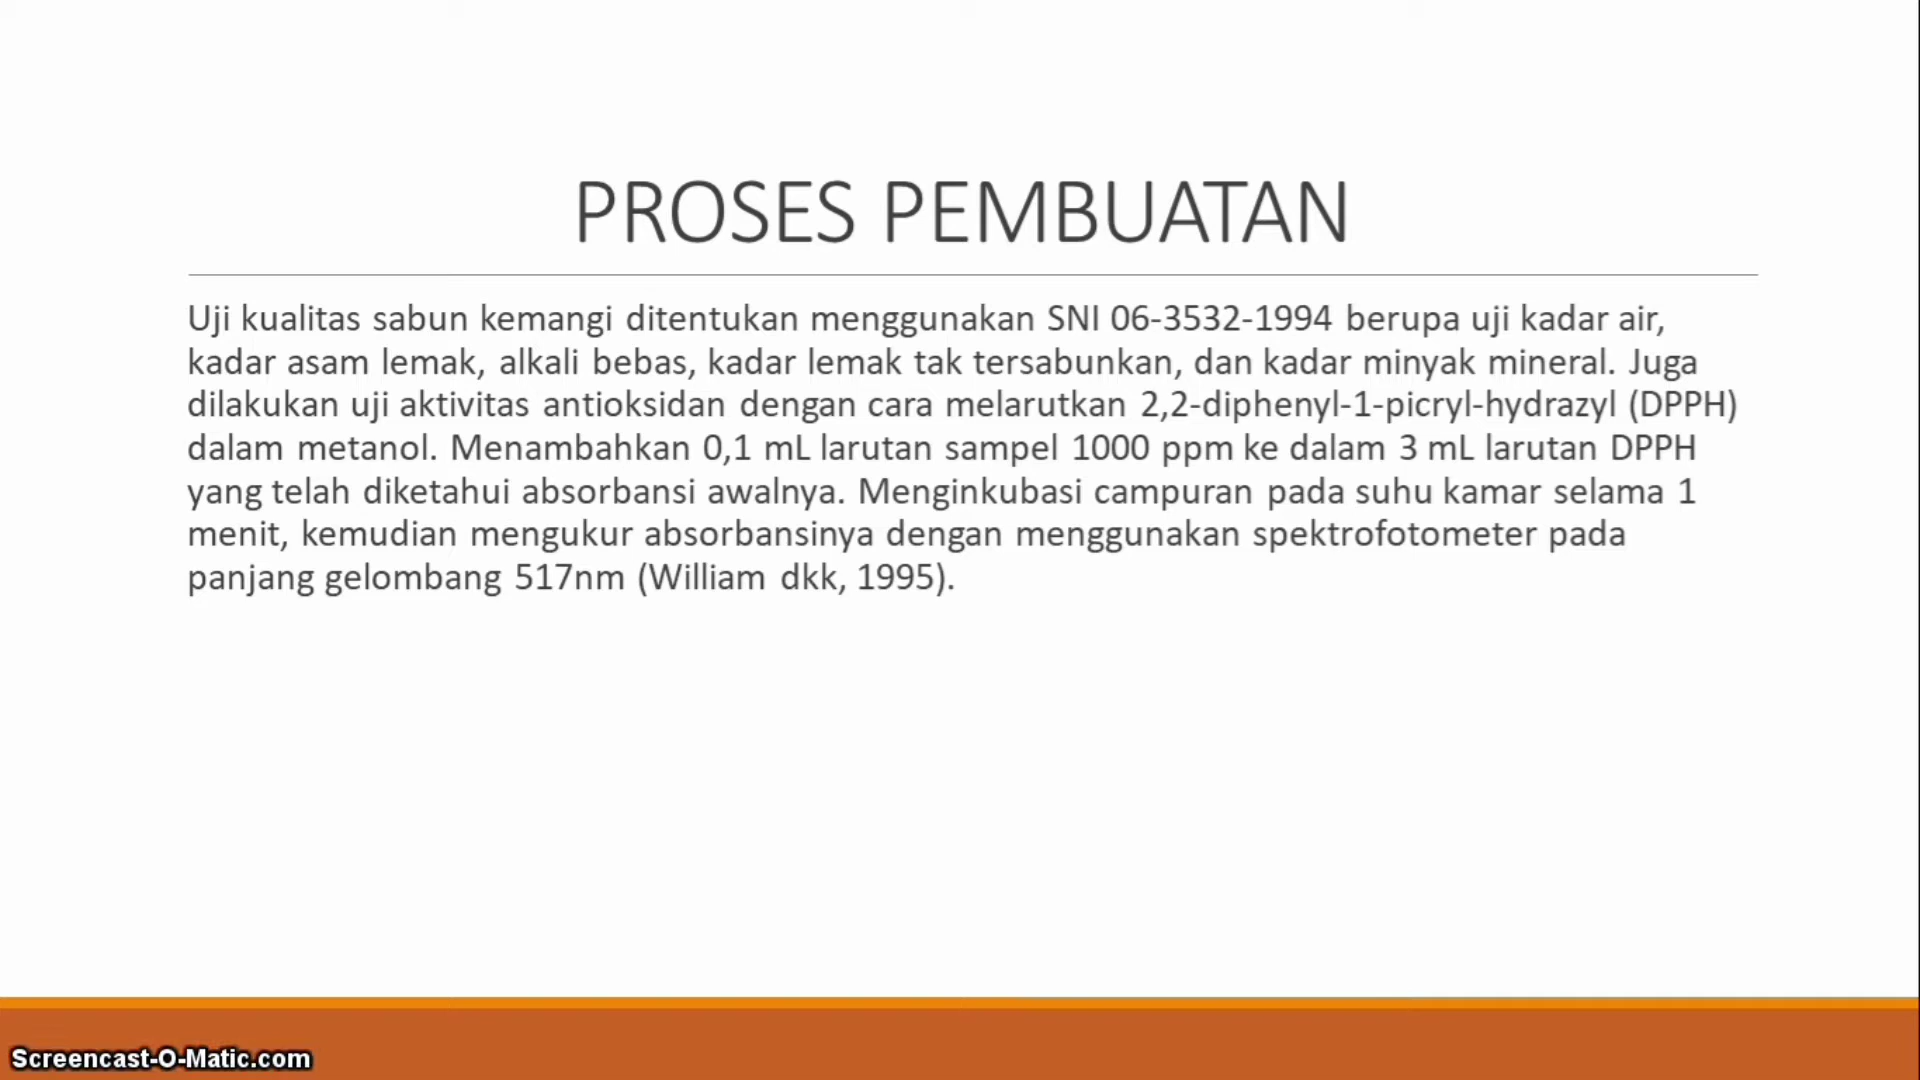 PROSES PEMBUATAN
Uji kualitas sabun kemangi ditentukan menggunakan SNI 06-3532-1994 berupa uji kadar air,
kadar asam lemak, alkali bebas, kadar lemak tak tersabunkan, dan kadar minyak mineral. Juga
dilakukan uji aktivitas antioksidan dengan cara melarutkan 2,2-diphenyl-1-picryl-hydrazyl (DPPH)
dalam metanol. Menambahkan 0,1 mL larutan sampel 1000 ppm ke dalam 3 mL larutan DPPH
yang telah diketahui absorbansi awalnya. Menginkubasi campuran pada suhu kamar selama 1
menit, kemudian mengukur absorbansinya dengan menggunakan spektrofotometer pada
panjang gelombang 517nm (William dkk, 1995).
Screencast-O-Matic.com